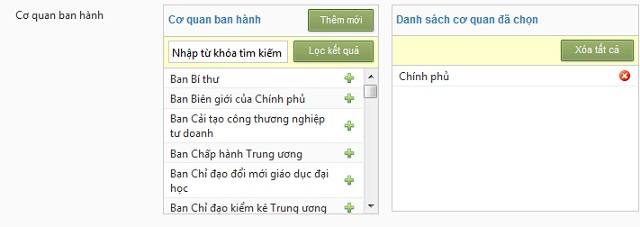 Cơ quan ban hành
Cơ quan ban hành
Thêm mới
Nhập từ khóa tìm kiếm
Lọc kết quả
Ban Bí thư
Ban Biên giới của Chính phủ
Ban Cải tạo công thương nghiệp
tư doanh
Ban Chấp hành Trung ương
Ban Chỉ đạo đổi mới giáo dục đại
học
Ban Chỉ đạo kiểm kê Trung ương
Danh sách cơ quan đã chọn
Xóa tất cả
Chính phủ